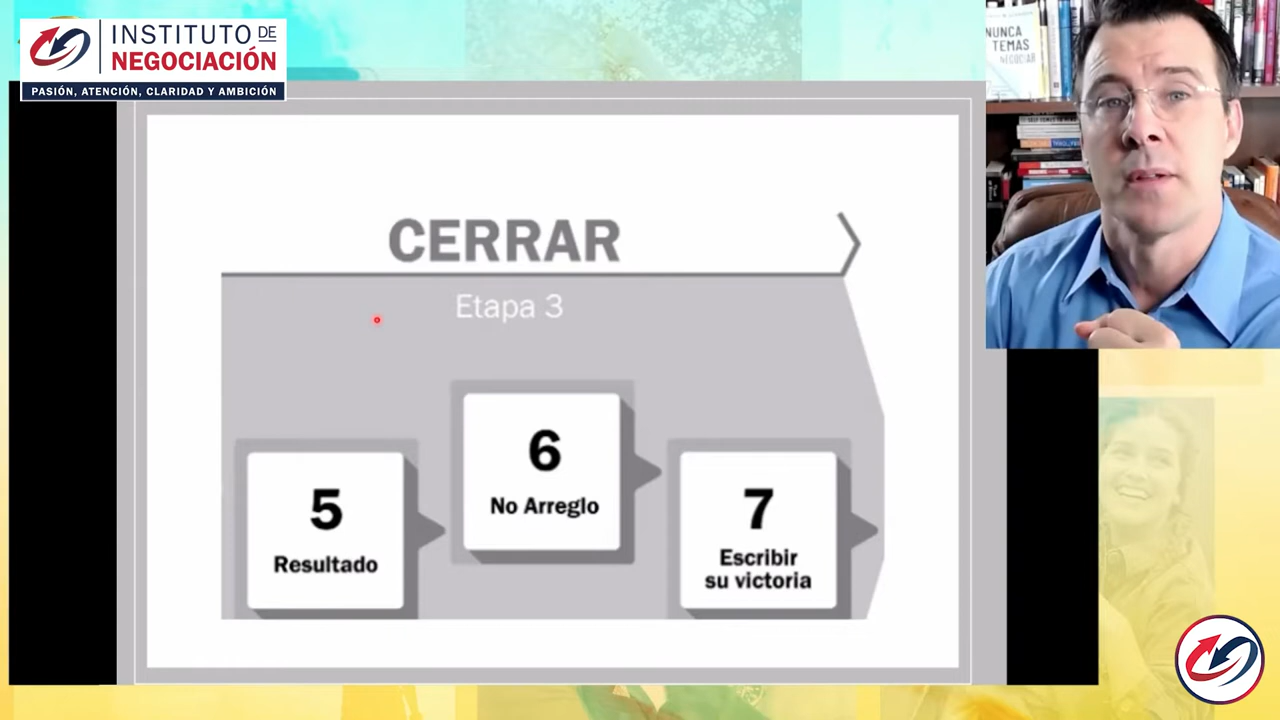 INSTITUTO DE
NEGOCIACIÓN
PASIÓN, ATENCIÓN, CLARIDAD Y AMBICIÓN
NUNCA
TEMAS
NEGOCIAR
CERRAR
Etapa 3
5
Resultado
6
No Arreglo
7
Escribir
su victoria